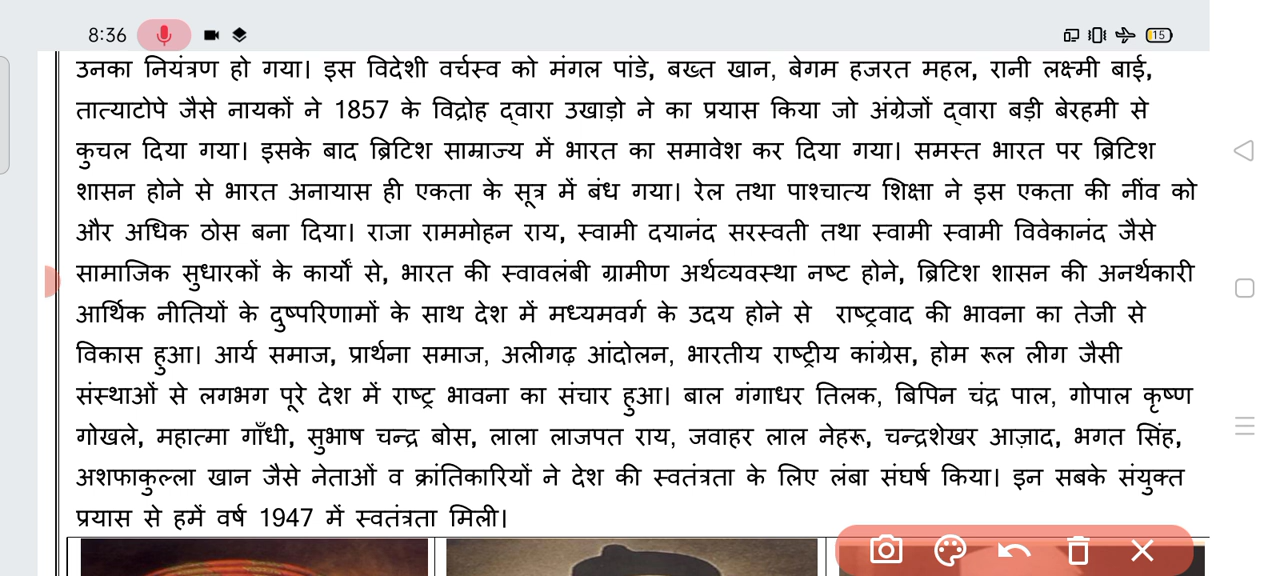 8:36
15
उनका नियंत्रण हो गया। इस विदेशी वर्चस्व को मंगल पांडे, बख्त खान, बेगम हजरत महल, रानी लक्ष्मी बाई,
तात्याटोपे जैसे नायकों ने 1857 के विद्रोह द्वारा उखाड़ो ने का प्रयास किया जो अंग्रेजों द्वारा बड़ी बेरहमी से
कुचल दिया गया। इसके बाद ब्रिटिश साम्राज्य में भारत का समावेश कर दिया गया। समस्त भारत पर ब्रिटिश
शासन होने से भारत अनायास ही एकता के सूत्र में बंध गया। रेल तथा पाश्चात्य शिक्षा ने इस एकता की नींव को
और अधिक ठोस बना दिया। राजा राममोहन राय, स्वामी दयानंद सरस्वती तथा स्वामी स्वामी विवेकानंद जैसे
सामाजिक सुधारकों के कार्यों से, भारत की स्वावलंबी ग्रामीण अर्थव्यवस्था नष्ट होने, ब्रिटिश शासन की अनर्थकारी
आर्थिक नीतियों के दुष्परिणामों के साथ देश में मध्यमवर्ग के उदय होने से राष्ट्रवाद की भावना का तेजी से
विकास हुआ। आर्य समाज, प्रार्थना समाज, अलीगढ़ आंदोलन, भारतीय राष्ट्रीय कांग्रेस, होम रूल लीग जैसी
संस्थाओं से लगभग पूरे देश में राष्ट्र भावना का संचार हुआ। बाल गंगाधर तिलक, बिपिन चंद्र पाल, गोपाल कृष्ण
गोखले, महात्मा गाँधी, सुभाष चन्द्र बोस, लाला लाजपत राय, जवाहर लाल नेहरू, चन्द्रशेखर आज़ाद, भगत सिंह,
अशफाकुल्ला खान जैसे नेताओं व क्रांतिकारियों ने देश की स्वतंत्रता के लिए लंबा संघर्ष किया। इन सबके संयुक्त
प्रयास से हमें वर्ष 1947 में स्वतंत्रता मिली।